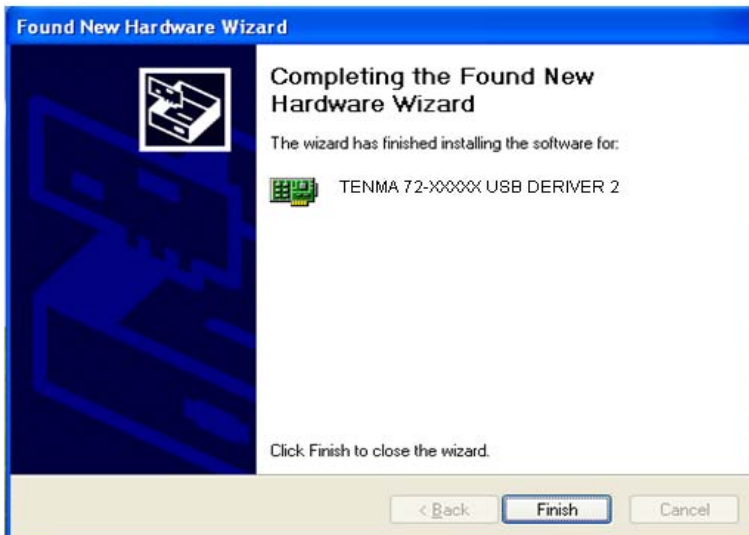 Found New Hardware Wizard
Completing the Found New
Hardware Wizard
The wizard has finished installing the software for:
TENMA 72-XXXXX USB DERIVER 2
Click Finish to close the wizard.
< Back
Finish
Cancel